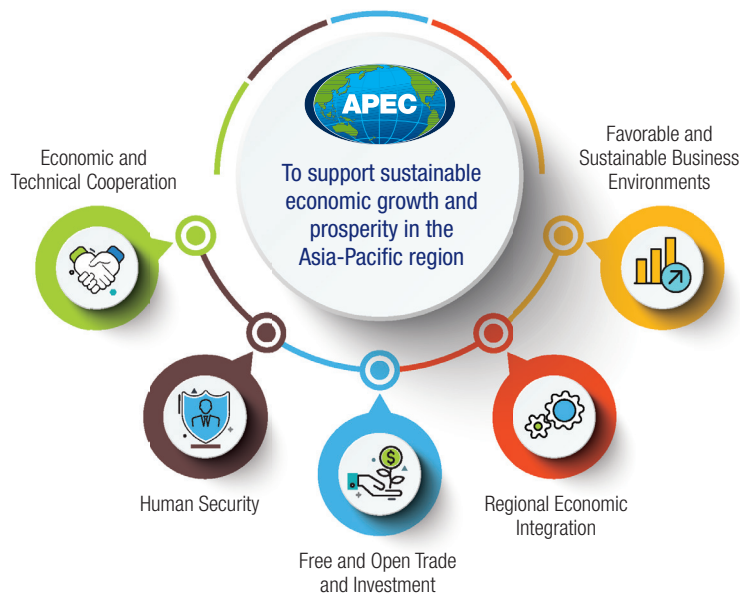 APEC
To support sustainable
economic growth and
prosperity in the
Asia-Pacific region
Economic and
Technical Cooperation
Human Security
Free and Open Trade
and Investment
Regional Economic
Integration
Favorable and
Sustainable Business
Environments
$